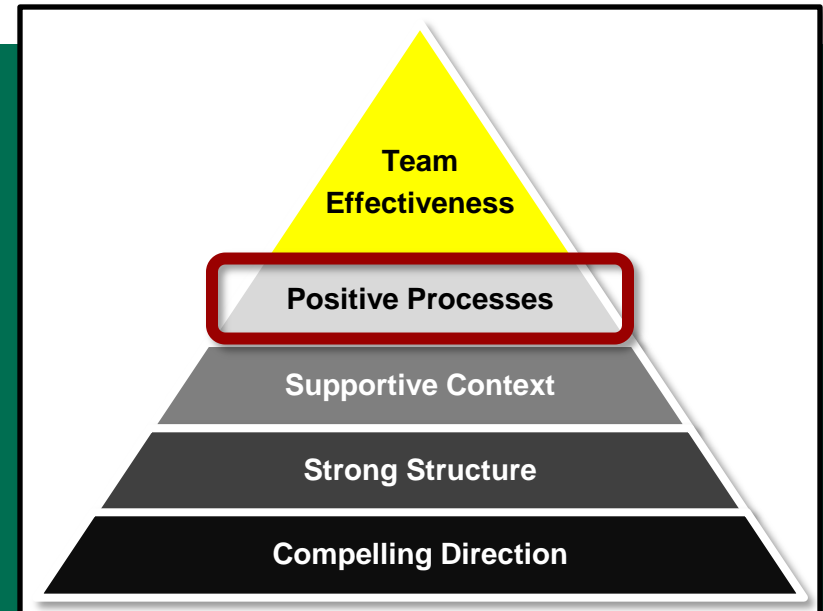 Team
Effectiveness
Positive Processes
Supportive Context
Strong Structure
Compelling Direction